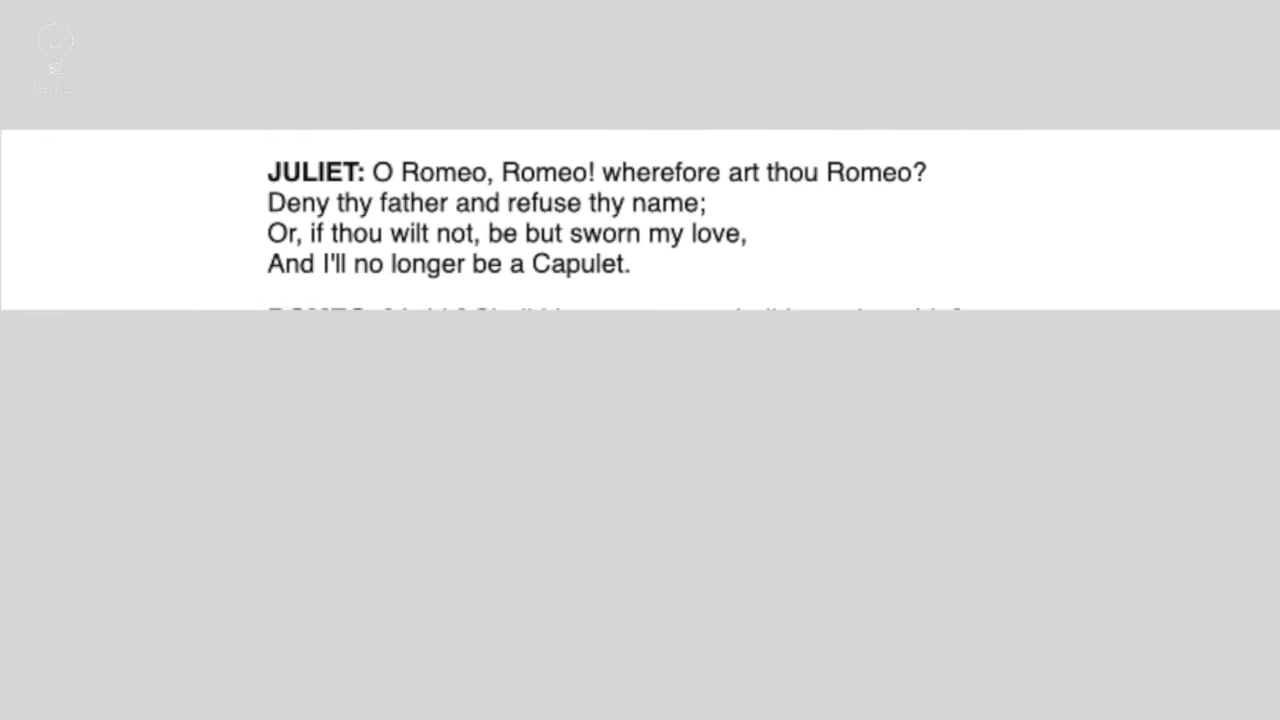 JULIET: O Romeo, Romeo! wherefore art thou Romeo?
Deny thy father and refuse thy name;
Or, if thou wilt not, be but sworn my love,
And I'll no longer be a Capulet.